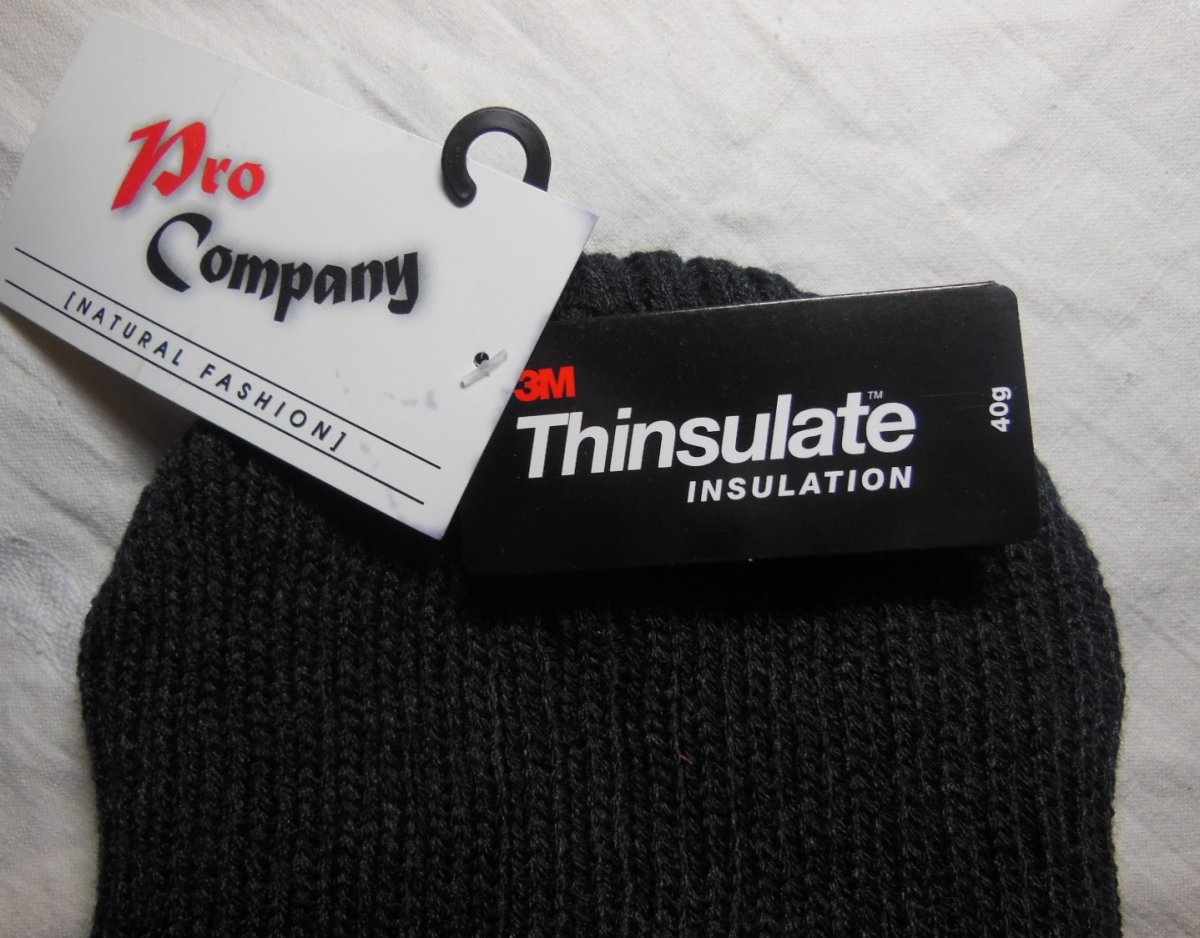 Pro
Company
[NATURAL FASHION]
3M
Thinsulate™
INSULATION
40g